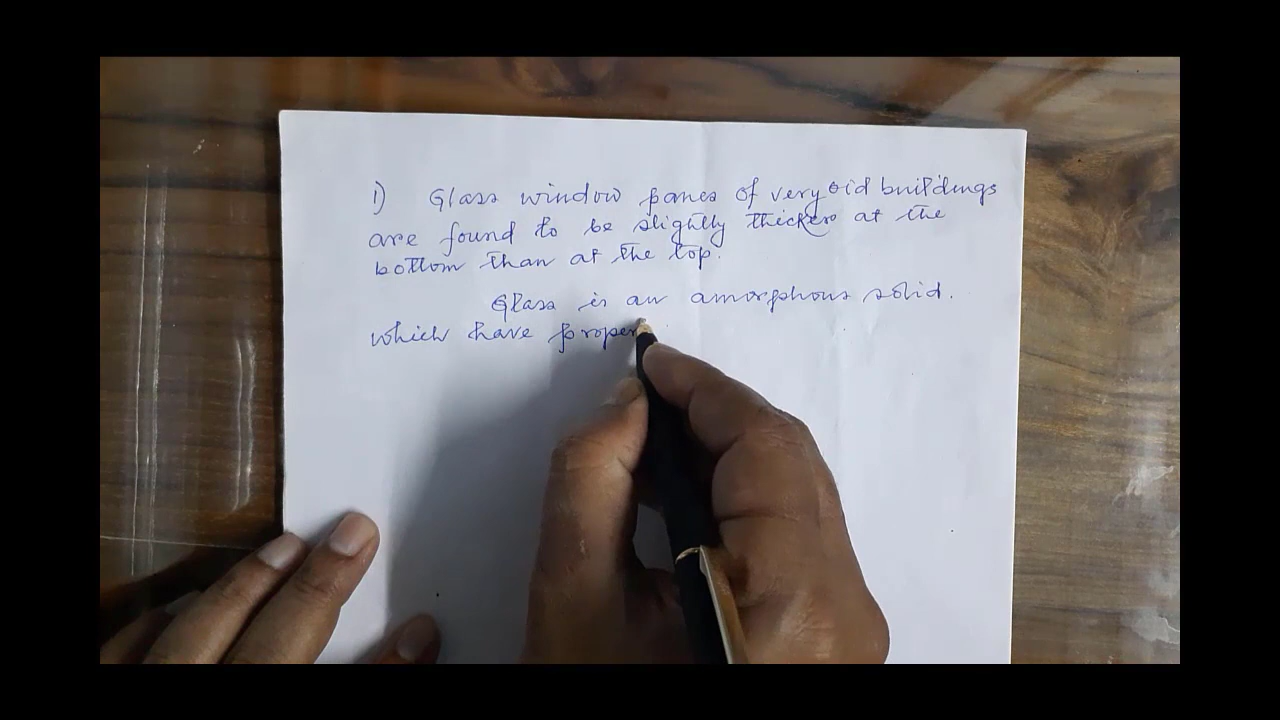 1) Glass window panes of very old buildings
are found to be slightly thicker at the
bottom than at the top.
Glass is an amorphous solid.
which have proper